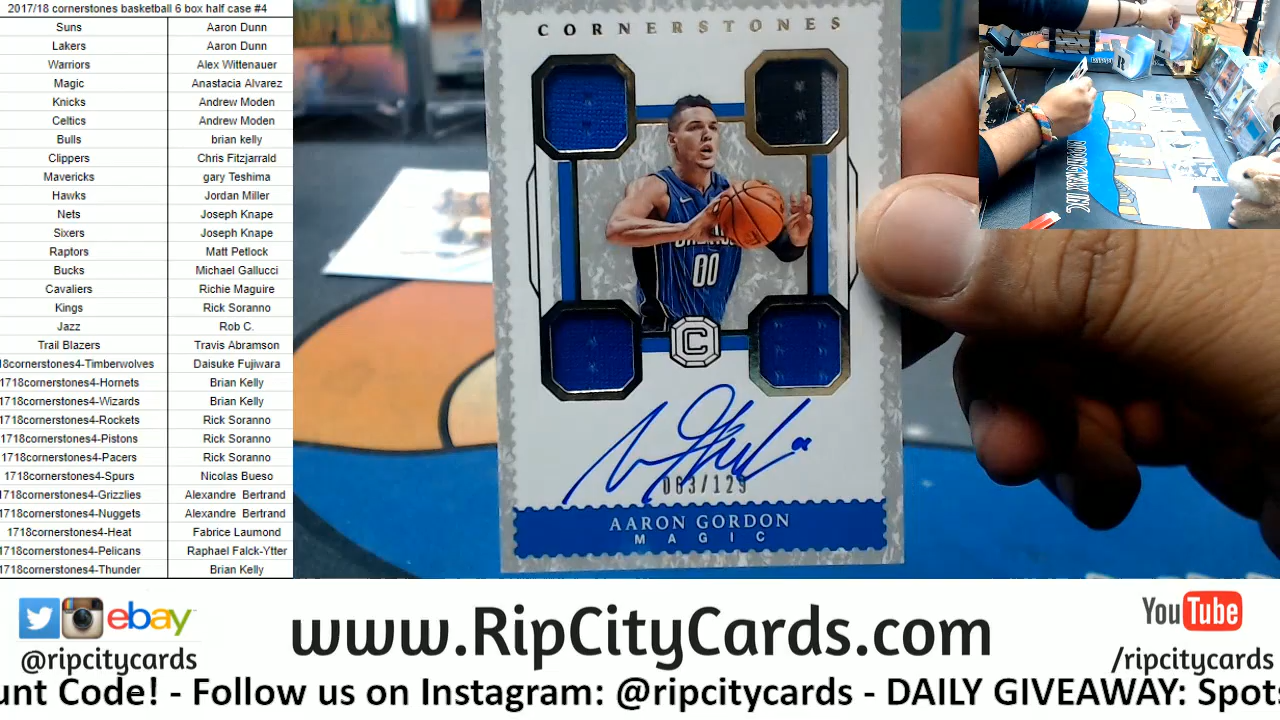 2017/18 cornerstones basketball 6 box half case #4
Suns Aaron Dunn
Lakers Aaron Dunn
Warriors Alex Wittenauer
Magic Anastacia Alvarez
Knicks Andrew Moden
Celtics Andrew Moden
Bulls brian kelly
Clippers Chris Fitzjarrald
Mavericks gary Teshima
Hawks Jordan Miller
Nets Joseph Knape
Sixers Joseph Knape
Raptors Matt Petlock
Bucks Michael Gallucci
Cavaliers Richie Maguire
Kings Rick Soranno
Jazz Rob C.
Trail Blazers Travis Abramson
18cornerstones4-Timberwolves Daisuke Fujiwara
1718cornerstones4-Hornets Brian Kelly
1718cornerstones4-Wizards Brian Kelly
1718cornerstones4-Rockets Rick Soranno
1718cornerstones4-Pistons Rick Soranno
1718cornerstones4-Pacers Rick Soranno
1718cornerstones4-Spurs Nicolas Bueso
1718cornerstones4-Grizzlies Alexandre Bertrand
1718cornerstones4-Nuggets Alexandre Bertrand
1718cornerstones4-Heat Fabrice Laumond
1718cornerstones4-Pelicans Raphael Falck-Ytter
1718cornerstones4-Thunder Brian Kelly
CORNERSTONES
00
C
063/129
AARON GORDON
MAGIC
ebay
@ripcitycards
www.RipCityCards.com
YouTube
/ripcitycards
unt Code! - Follow us on Instagram: @ripcitycards - DAILY GIVEAWAY: Spots